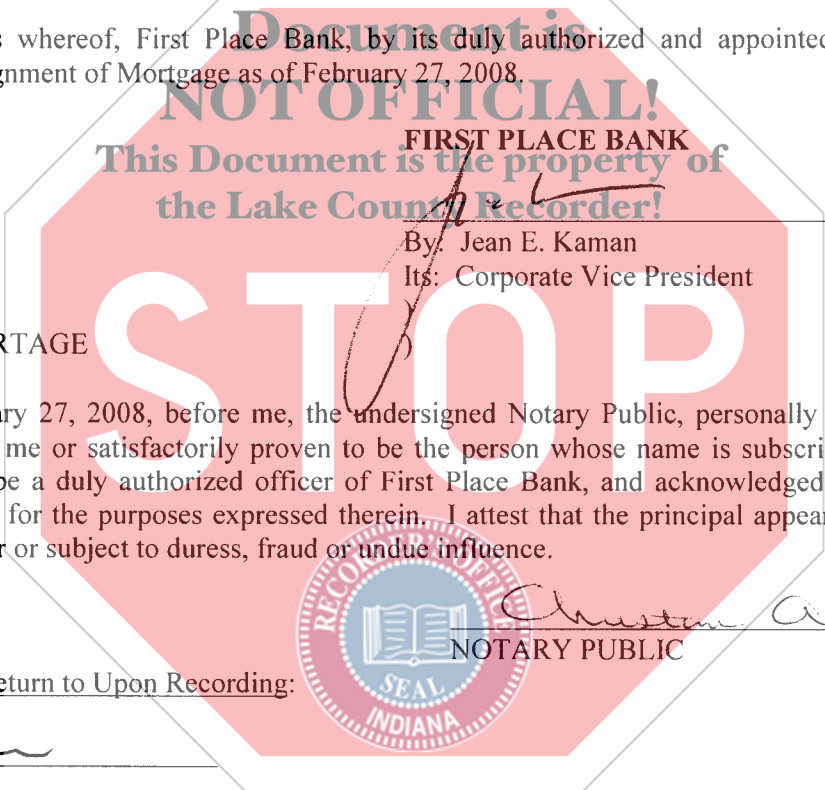 Document is
s whereof, First Place Bank, by its duly authorized and appointed
gnment of Mortgage as of February 27, 2008.
NOT OFFICIAL!
FIRST PLACE BANK
This Document is the property of
the Lake County Recorder!
By: Jean E. Kaman
Its: Corporate Vice President
)
RTAGE )
STOP
ary 27, 2008, before me, the undersigned Notary Public, personally
me or satisfactorily proven to be the person whose name is subscri
be a duly authorized officer of First Place Bank, and acknowledged
for the purposes expressed therein. I attest that the principal appear
r or subject to duress, fraud or undue influence.
RECORDER'S OFFICE
SEAL
INDIANA
NOTARY PUBLIC
eturn to Upon Recording: